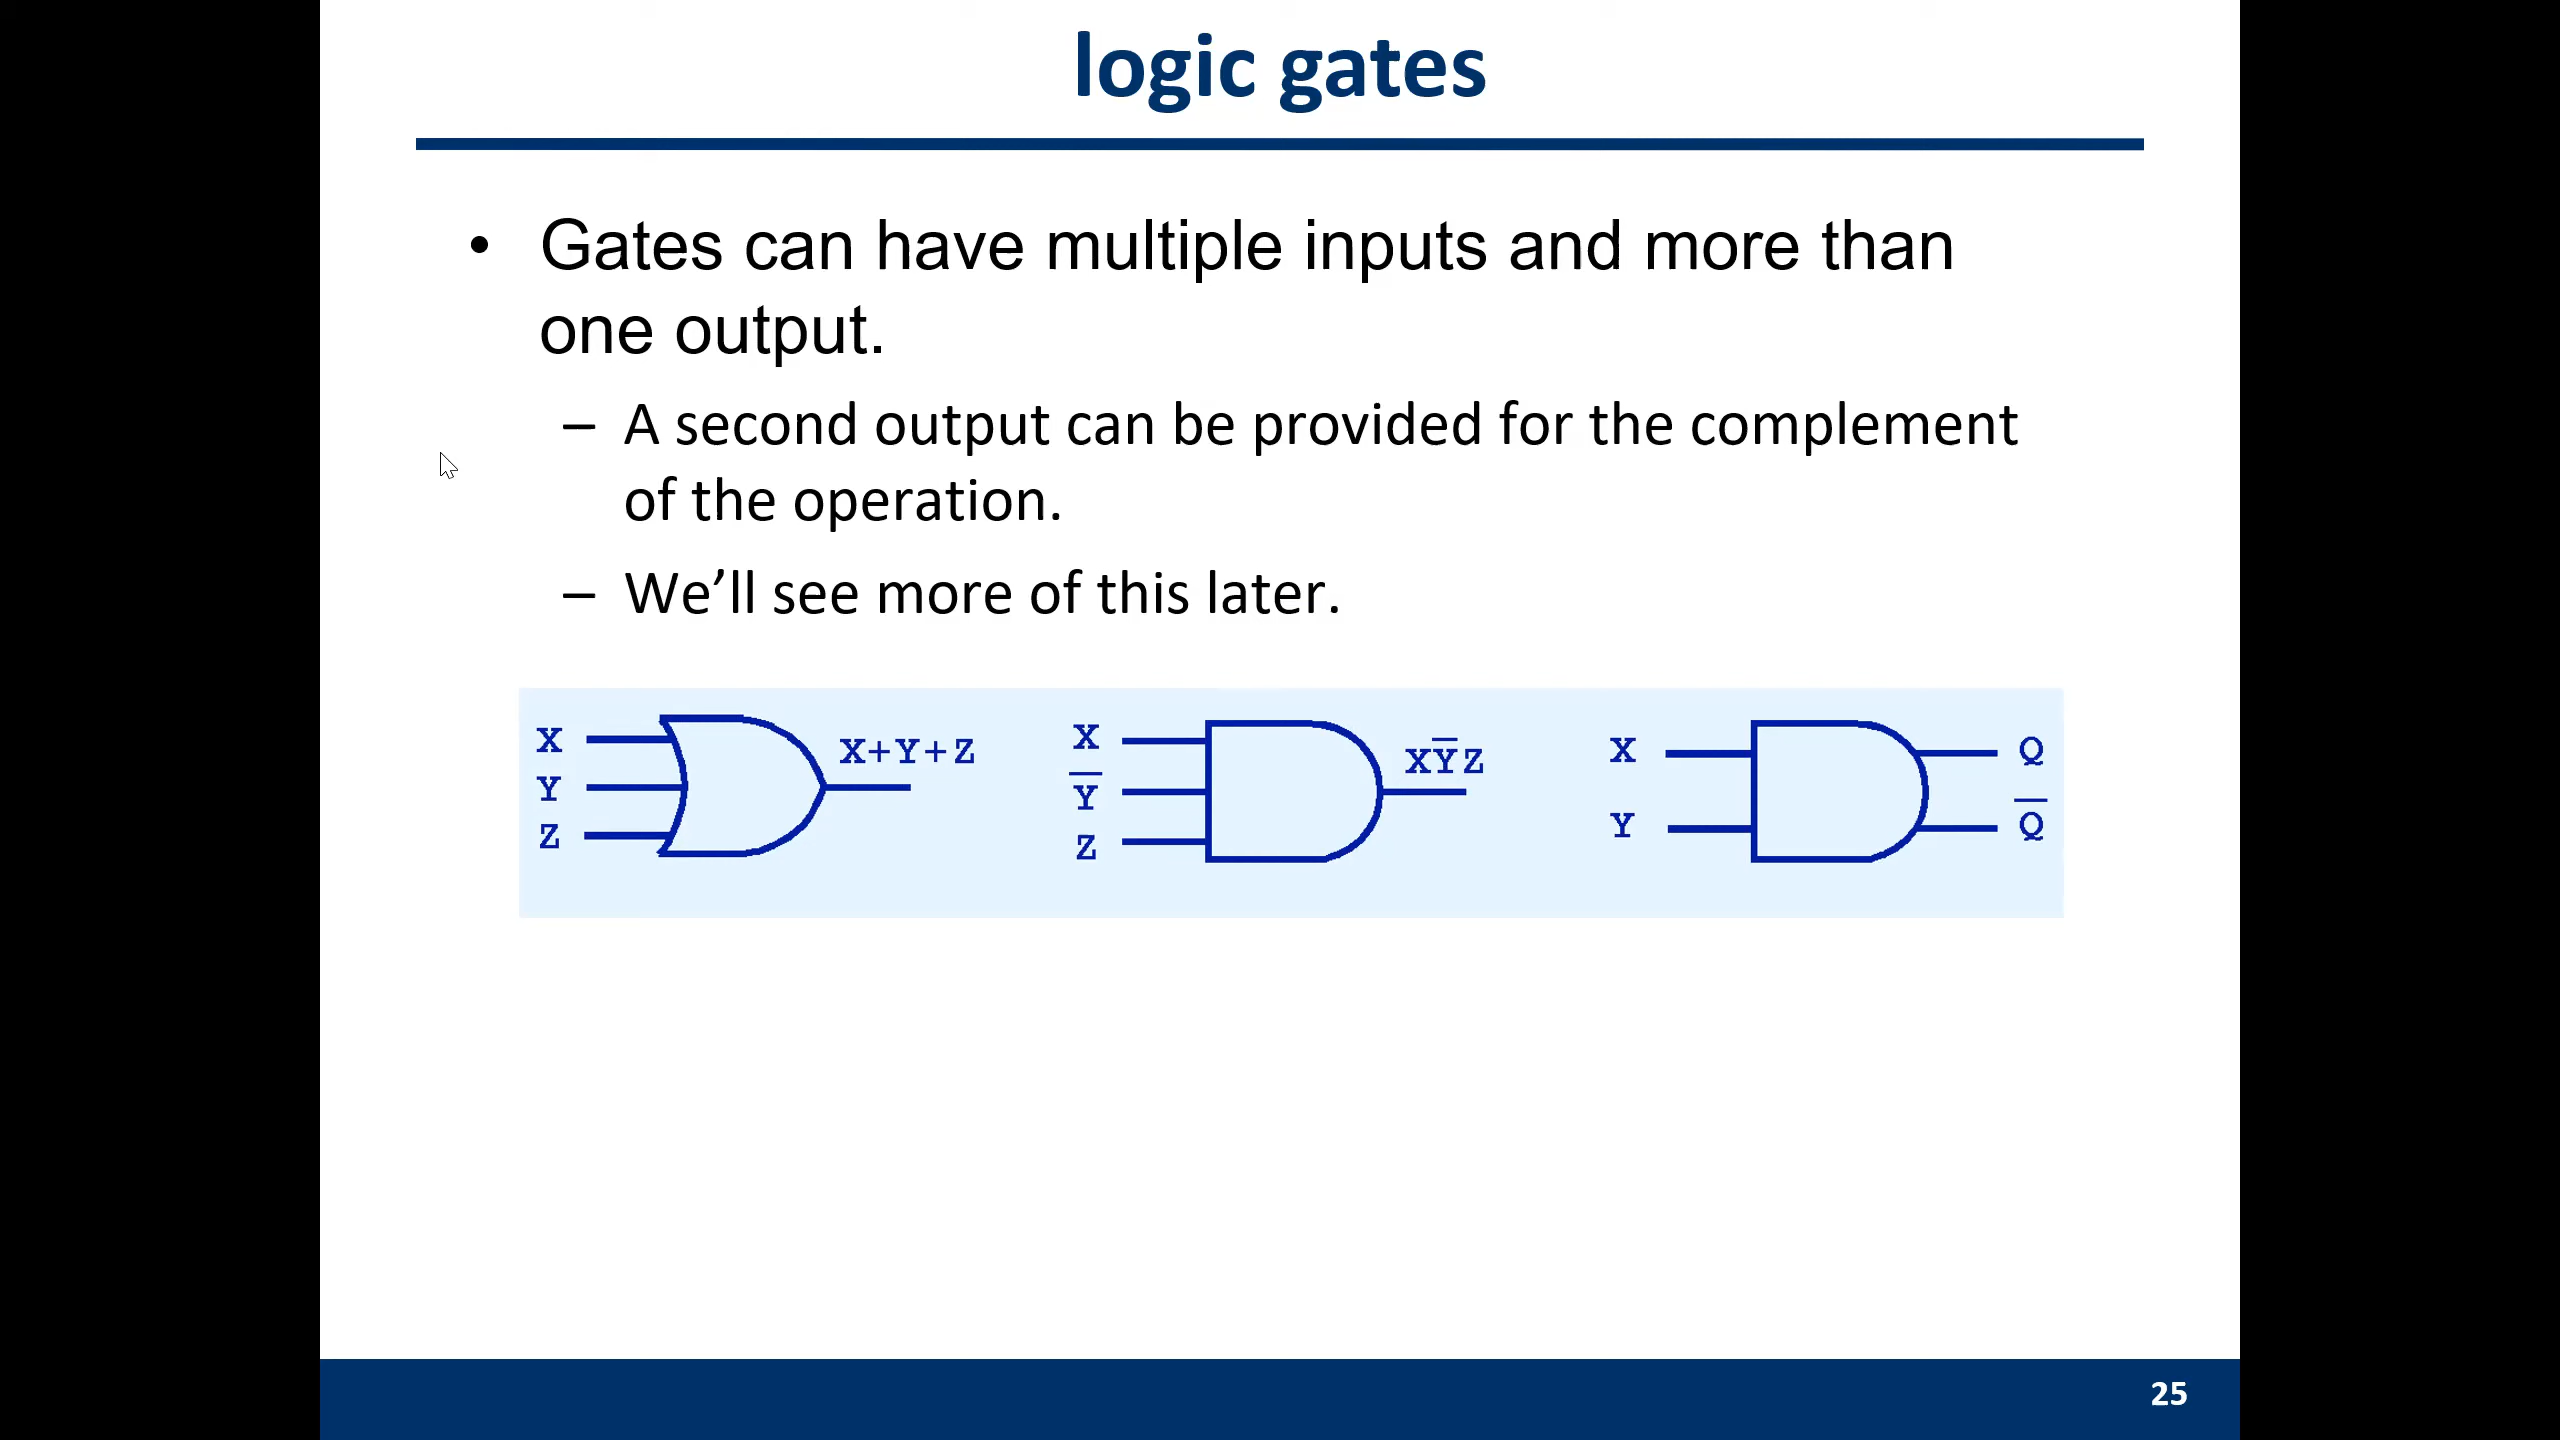 logic gates
• Gates can have multiple inputs and more than
one output.
– A second output can be provided for the complement
of the operation.
– We’ll see more of this later.
X
Y
Z
X+Y+Z
X
Y̅
Z
XY̅Z
X
Y
Q
Q̅
25